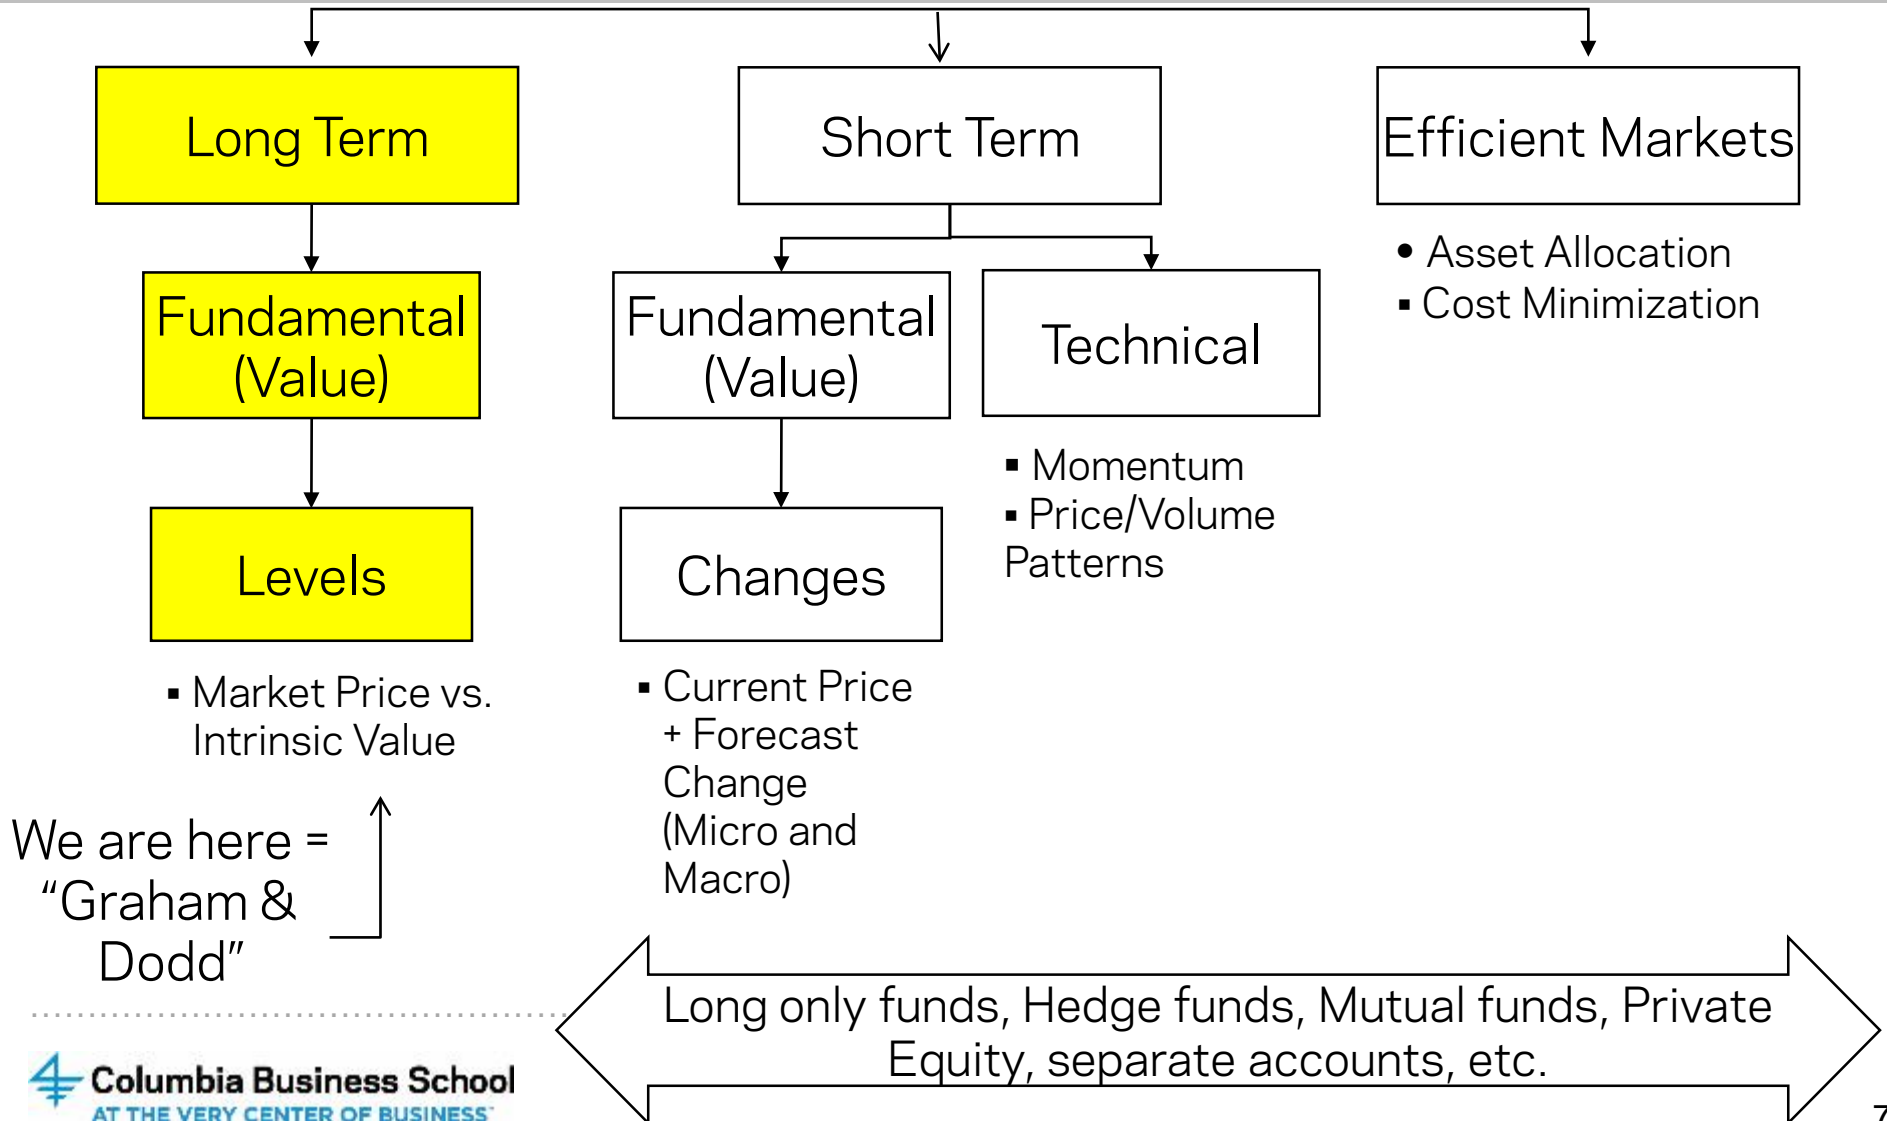 Long Term
Short Term
Efficient Markets
• Asset Allocation
▪ Cost Minimization
Fundamental
(Value)
Fundamental
(Value)
Technical
▪ Momentum
▪ Price/Volume
Patterns
Levels
Changes
▪ Market Price vs.
Intrinsic Value
▪ Current Price
+ Forecast
Change
(Micro and
Macro)
We are here =
“Graham &
Dodd”
Long only funds, Hedge funds, Mutual funds, Private
Equity, separate accounts, etc.
Columbia Business School
AT THE VERY CENTER OF BUSINESS™
7